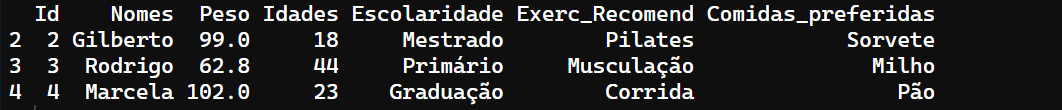 Id Nomes Peso Idades Escolaridade Exerc_Recomend Comidas_preferidas
2 2 Gilberto 99.0 18 Mestrado Pilates Sorvete
3 3 Rodrigo 62.8 44 Primário Musculação Milho
4 4 Marcela 102.0 23 Graduação Corrida Pão